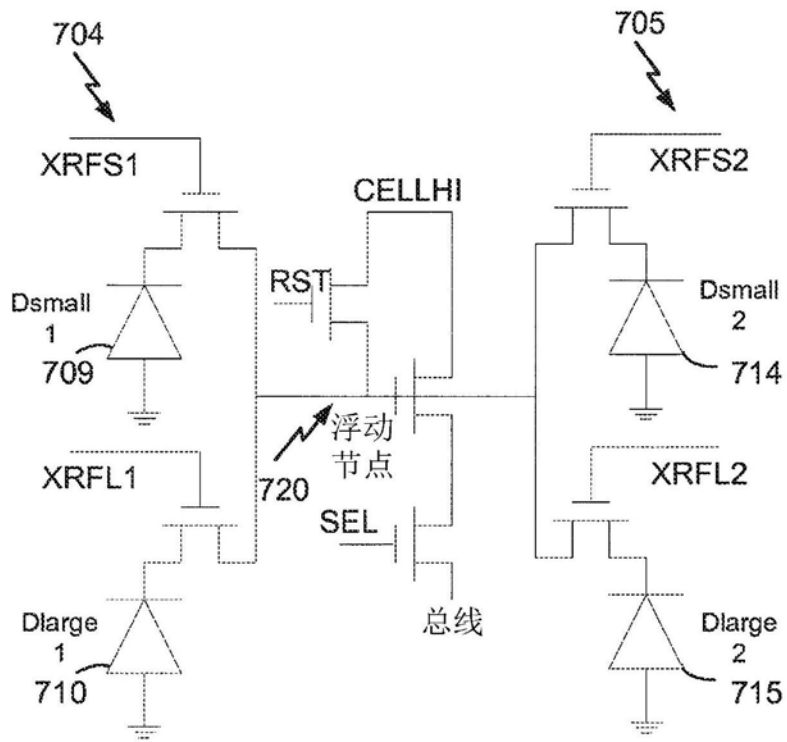 704
705
XRFS1
XRFS2
CELLHI
RST
Dsmall
1
709
Dsmall
2
714
浮动
节点
720
XRFL1
XRFL2
SEL
总线
Dlarge
1
710
Dlarge
2
715